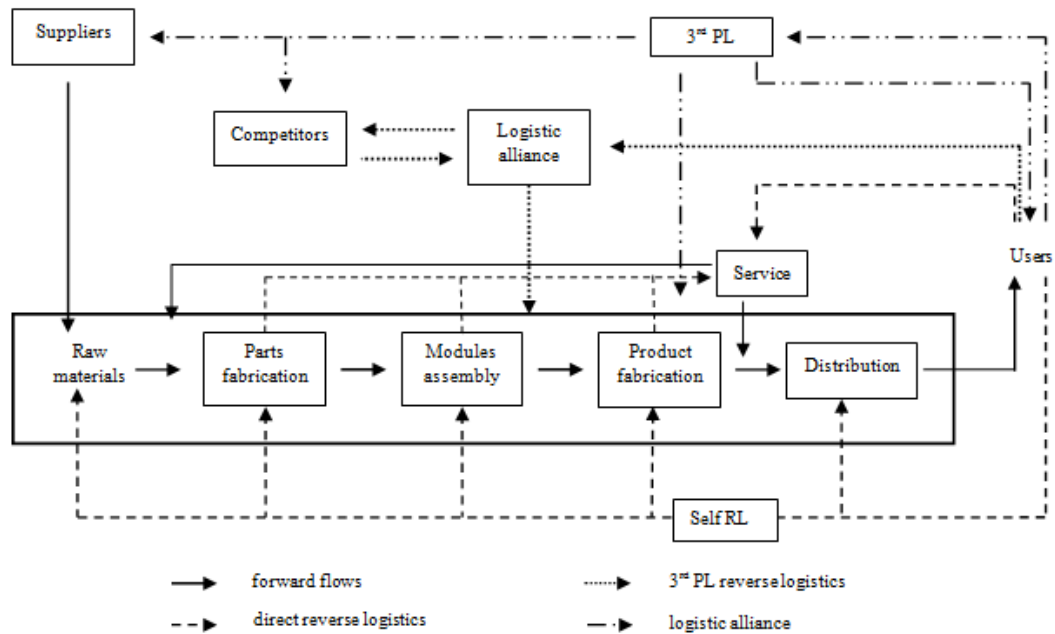 Suppliers
3rd PL
Competitors
Logistic
alliance
Service
Users
Raw
materials
Parts
fabrication
Modules
assembly
Product
fabrication
Distribution
Self RL
forward flows
3rd PL reverse logistics
direct reverse logistics
logistic alliance